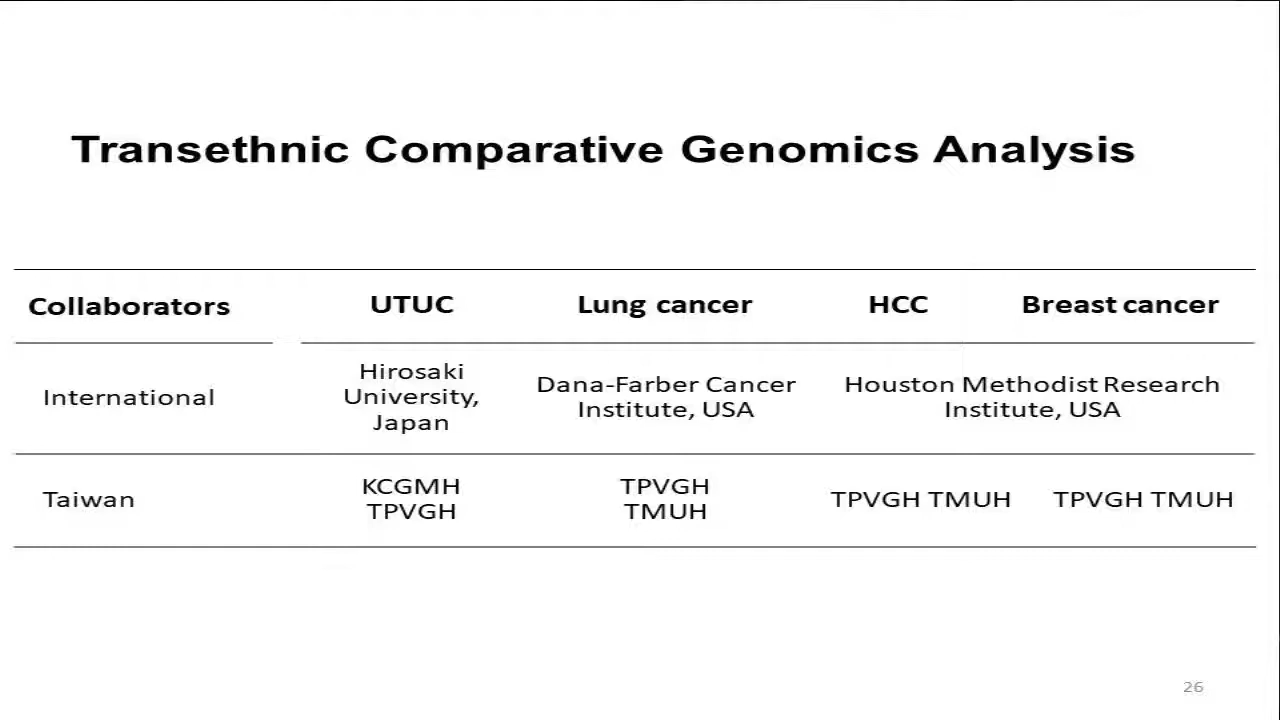 Transethnic Comparative Genomics Analysis
Collaborators UTUC Lung cancer HCC Breast cancer
International
Hirosaki
University,
Japan
Dana-Farber Cancer
Institute, USA
Houston Methodist Research
Institute, USA
Taiwan
KCGMH
TPVGH
TPVGH
TMUH
TPVGH TMUH
TPVGH TMUH
26